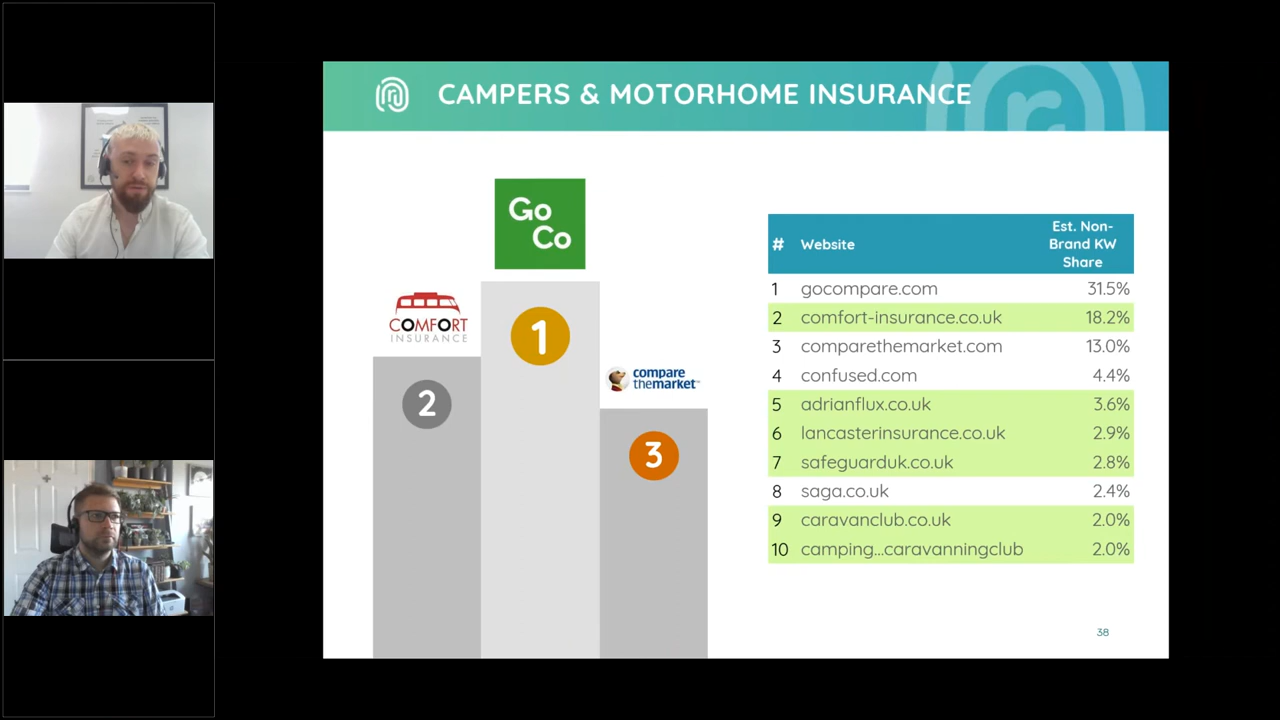 CAMPERS & MOTORHOME INSURANCE
Go
Co
COMFORT
INSURANCE
1
compare
themarket
2
3
# Website Est. Non-Brand KW Share
1 gocompare.com 31.5%
2 comfort-insurance.co.uk 18.2%
3 comparethemarket.com 13.0%
4 confused.com 4.4%
5 adrianflux.co.uk 3.6%
6 lancasterinsurance.co.uk 2.9%
7 safeguarduk.co.uk 2.8%
8 saga.co.uk 2.4%
9 caravanclub.co.uk 2.0%
10 camping...caravanningclub 2.0%
38